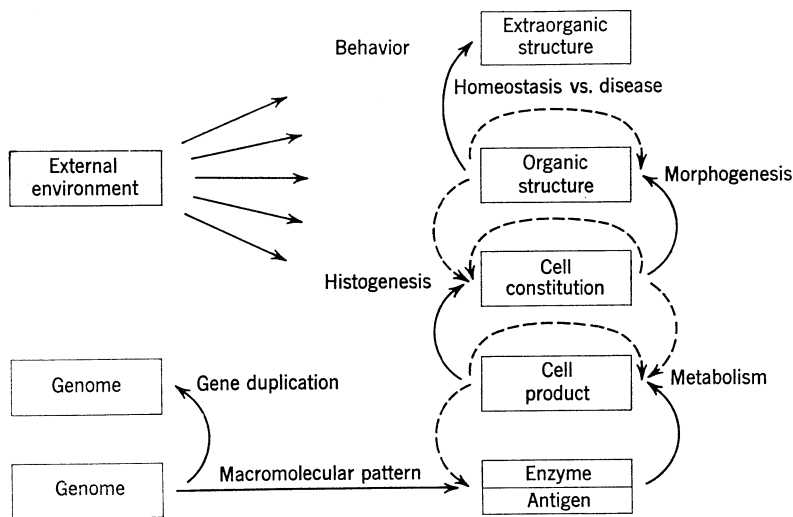 Extraorganic
structure
Behavior
Homeostasis vs. disease
External
environment
Organic
structure
Morphogenesis
Cell
constitution
Histogenesis
Genome
Gene duplication
Cell
product
Metabolism
Genome
Macromolecular pattern
Enzyme
Antigen